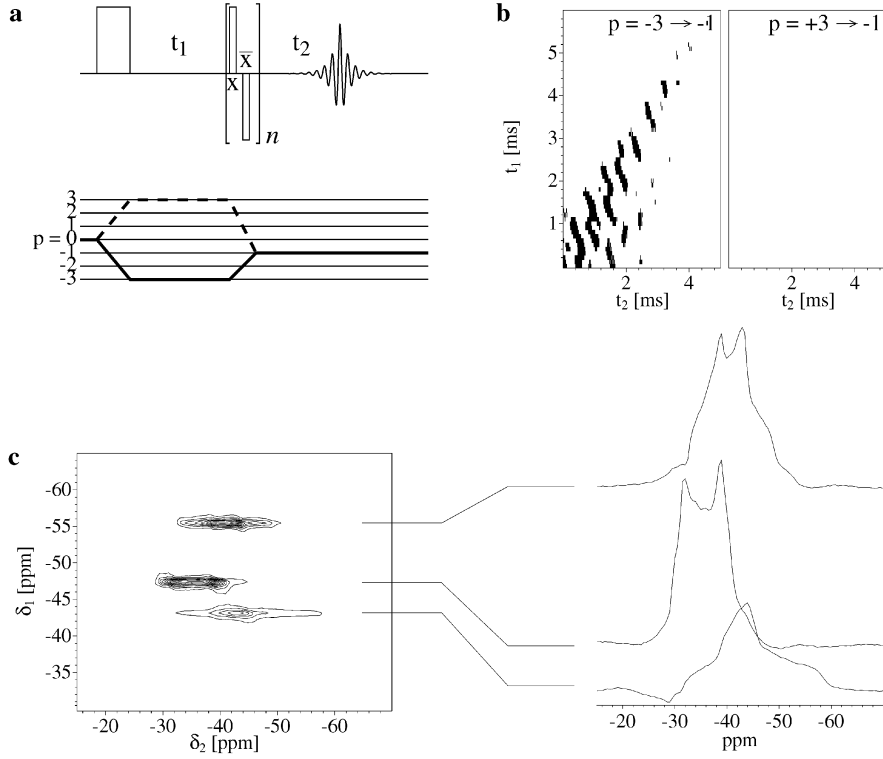 a
t1
x
x̅
n
t2
3
2
1
p = 0
-1
-2
-3
b
p = -3 → -1
p = +3 → -1
5
4
3
2
1
t1 [ms]
2 4
2 4
t2 [ms]
t2 [ms]
c
-60
-55
-50
-45
-40
-35
δ1 [ppm]
-20 -30 -40 -50 -60
δ2 [ppm]
-20 -30 -40 -50 -60
ppm